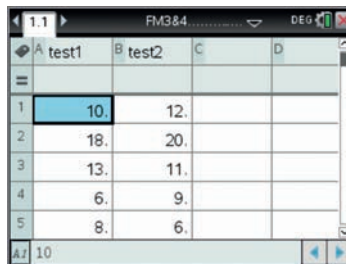 1.1 FM3&4............ DEG
A test1 B test2 C D
=
1 10. 12.
2 18. 20.
3 13. 11.
4 6. 9.
5 8. 6.
A1 10